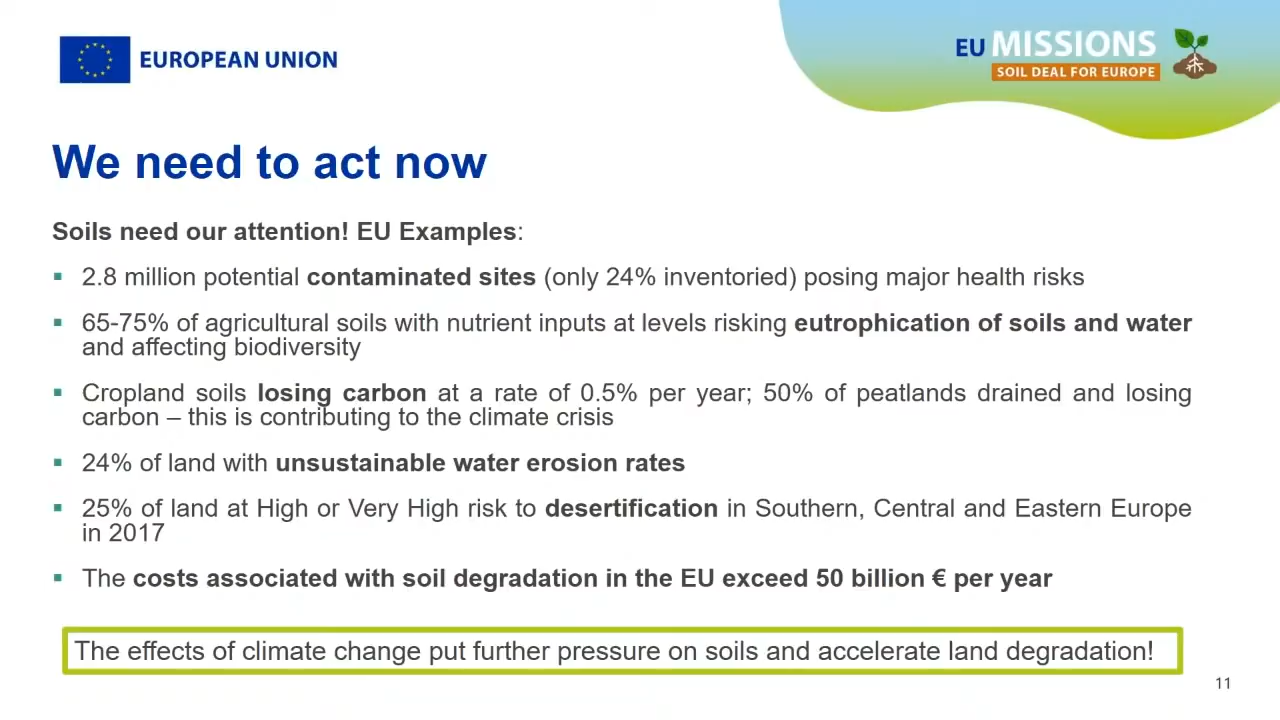 EUROPEAN UNION
EU MISSIONS
SOIL DEAL FOR EUROPE
We need to act now
Soils need our attention! EU Examples:
▪ 2.8 million potential contaminated sites (only 24% inventoried) posing major health risks
▪ 65-75% of agricultural soils with nutrient inputs at levels risking eutrophication of soils and water
and affecting biodiversity
▪ Cropland soils losing carbon at a rate of 0.5% per year; 50% of peatlands drained and losing
carbon – this is contributing to the climate crisis
▪ 24% of land with unsustainable water erosion rates
▪ 25% of land at High or Very High risk to desertification in Southern, Central and Eastern Europe
in 2017
▪ The costs associated with soil degradation in the EU exceed 50 billion € per year
The effects of climate change put further pressure on soils and accelerate land degradation!
11